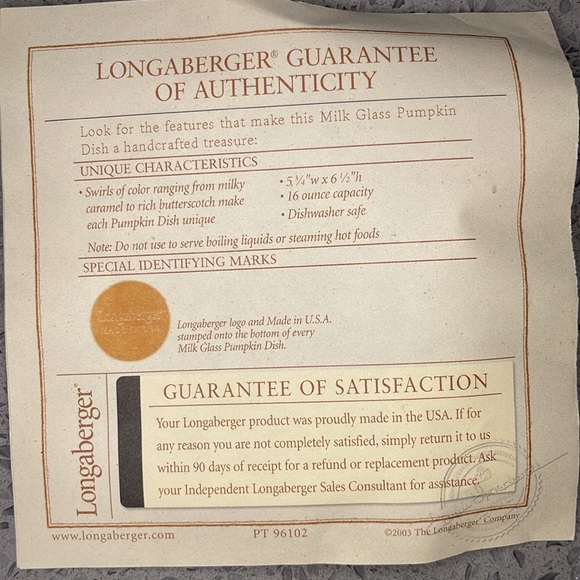 LONGABERGER® GUARANTEE
OF AUTHENTICITY
Look for the features that make this Milk Glass Pumpkin
Dish a handcrafted treasure:
UNIQUE CHARACTERISTICS
• Swirls of color ranging from milky
caramel to rich butterscotch make
each Pumpkin Dish unique
• 5 ¾"w x 6 ½"h
• 16 ounce capacity
• Dishwasher safe
Note: Do not use to serve boiling liquids or steaming hot foods
SPECIAL IDENTIFYING MARKS
Longaberger
Longaberger logo and Made in U.S.A.
stamped onto the bottom of every
Milk Glass Pumpkin Dish.
Longaberger®
GUARANTEE OF SATISFACTION
Your Longaberger product was proudly made in the USA. If for
any reason you are not completely satisfied, simply return it to us
within 90 days of receipt for a refund or replacement product. Ask
your Independent Longaberger Sales Consultant for assistance.
www.longaberger.com
PT 96102
©2003 The Longaberger® Company